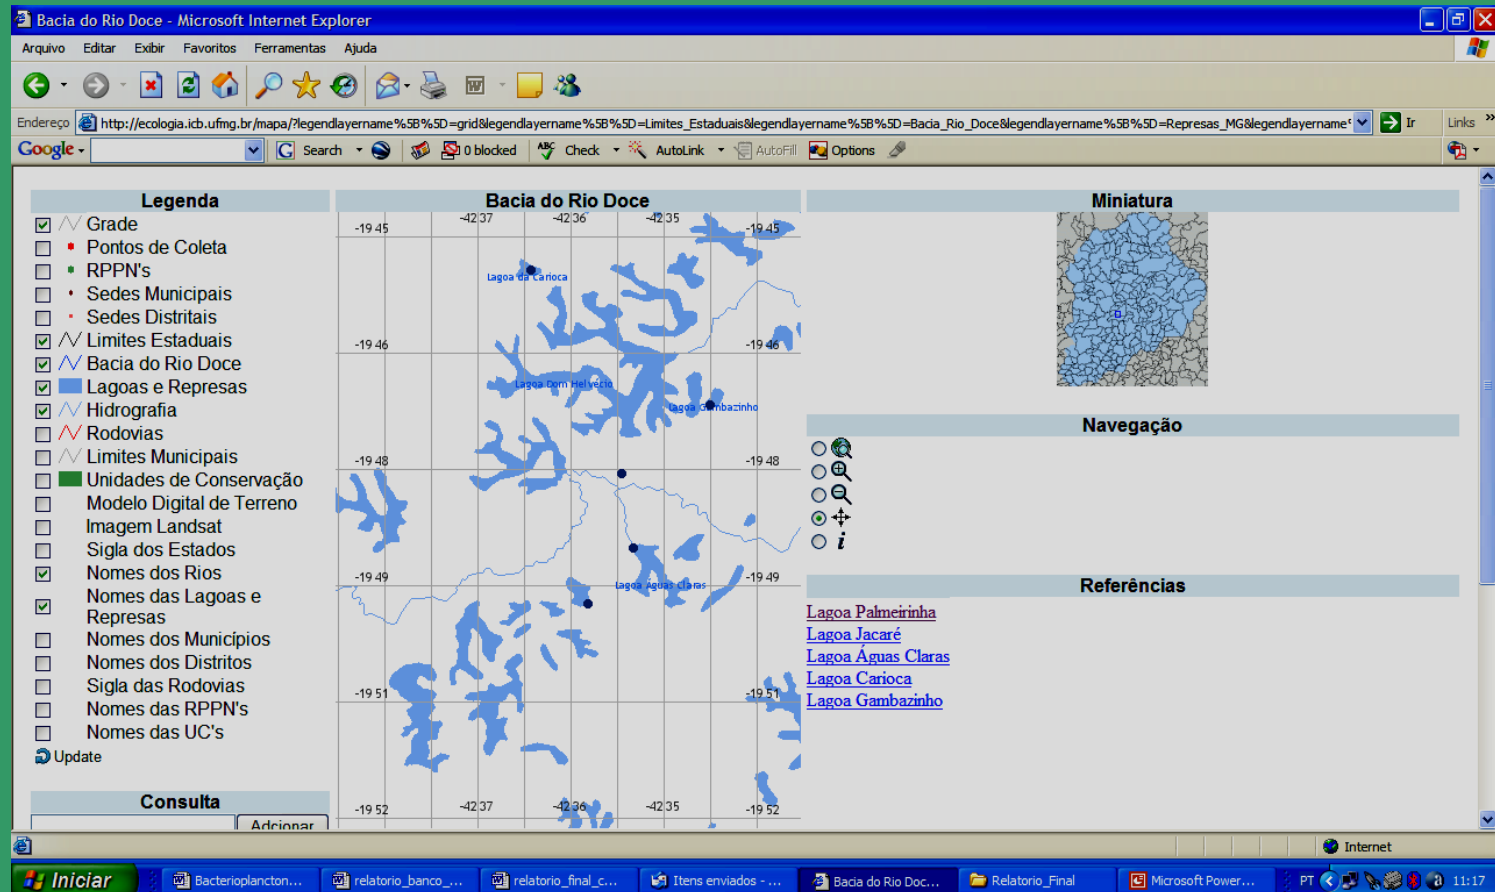 Bacia do Rio Doce - Microsoft Internet Explorer
Arquivo Editar Exibir Favoritos Ferramentas Ajuda
Endereço http://ecologia.icb.ufmg.br/mapa/?legendlayername%5B%5D=grid&legendlayername%5B%5D=Limites_Estaduais&legendlayername%5B%5D=Bacia_Rio_Doce&legendlayername%5B%5D=Represas_MG&legendlayername% Ir Links »
Google Search 0 blocked ABC Check AutoLink AutoFill Options
Legenda
Grade
Pontos de Coleta
RPPN's
Sedes Municipais
Sedes Distritais
Limites Estaduais
Bacia do Rio Doce
Lagoas e Represas
Hidrografia
Rodovias
Limites Municipais
Unidades de Conservação
Modelo Digital de Terreno
Imagem Landsat
Sigla dos Estados
Nomes dos Rios
Nomes das Lagoas e
Represas
Nomes dos Municípios
Nomes dos Distritos
Sigla das Rodovias
Nomes das RPPN's
Nomes das UC's
Update
Consulta
Adcionar
Bacia do Rio Doce
-42 37 -42 36 -42 35
-19 45 -19 45
Lagoa da Carioca
-19 46 -19 46
Lagoa Dom Helvécio
Lagoa Gambazinho
-19 48 -19 48
-19 49 -19 49
Lagoa Águas Claras
-19 51 -19 51
-19 52 -42 37 -42 36 -42 35 -19 52
Miniatura
Navegação
i
Referências
Lagoa Palmeirinha
Lagoa Jacaré
Lagoa Águas Claras
Lagoa Carioca
Lagoa Gambazinho
Internet
Iniciar Bacterioplancton... relatorio_banco_... relatorio_final_c... Itens enviados - ... Bacia do Rio Doc... Relatorio_Final Microsoft Power... PT 11:17